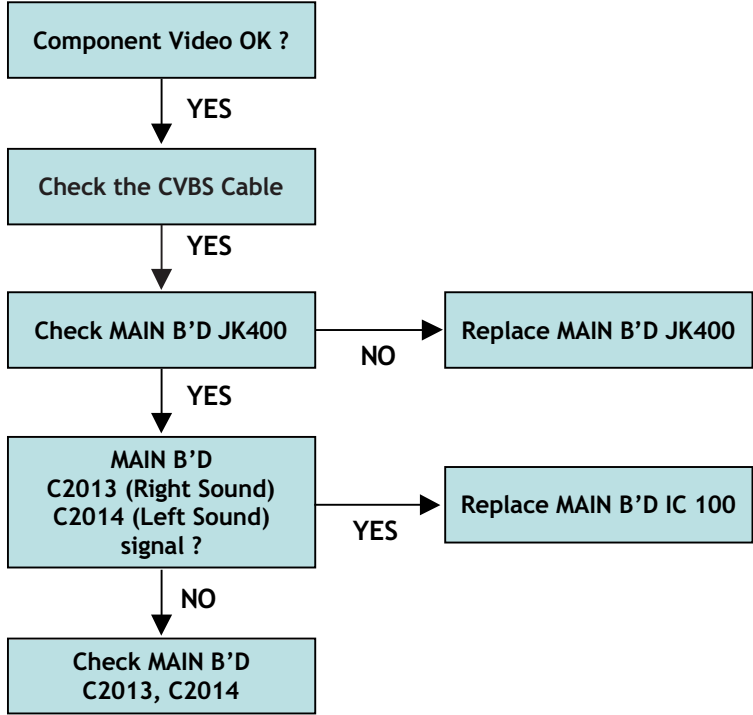 Component Video OK ?
YES
Check the CVBS Cable
YES
Check MAIN B’D JK400
NO
Replace MAIN B’D JK400
YES
MAIN B’D
C2013 (Right Sound)
C2014 (Left Sound)
signal ?
YES
Replace MAIN B’D IC 100
NO
Check MAIN B’D
C2013, C2014